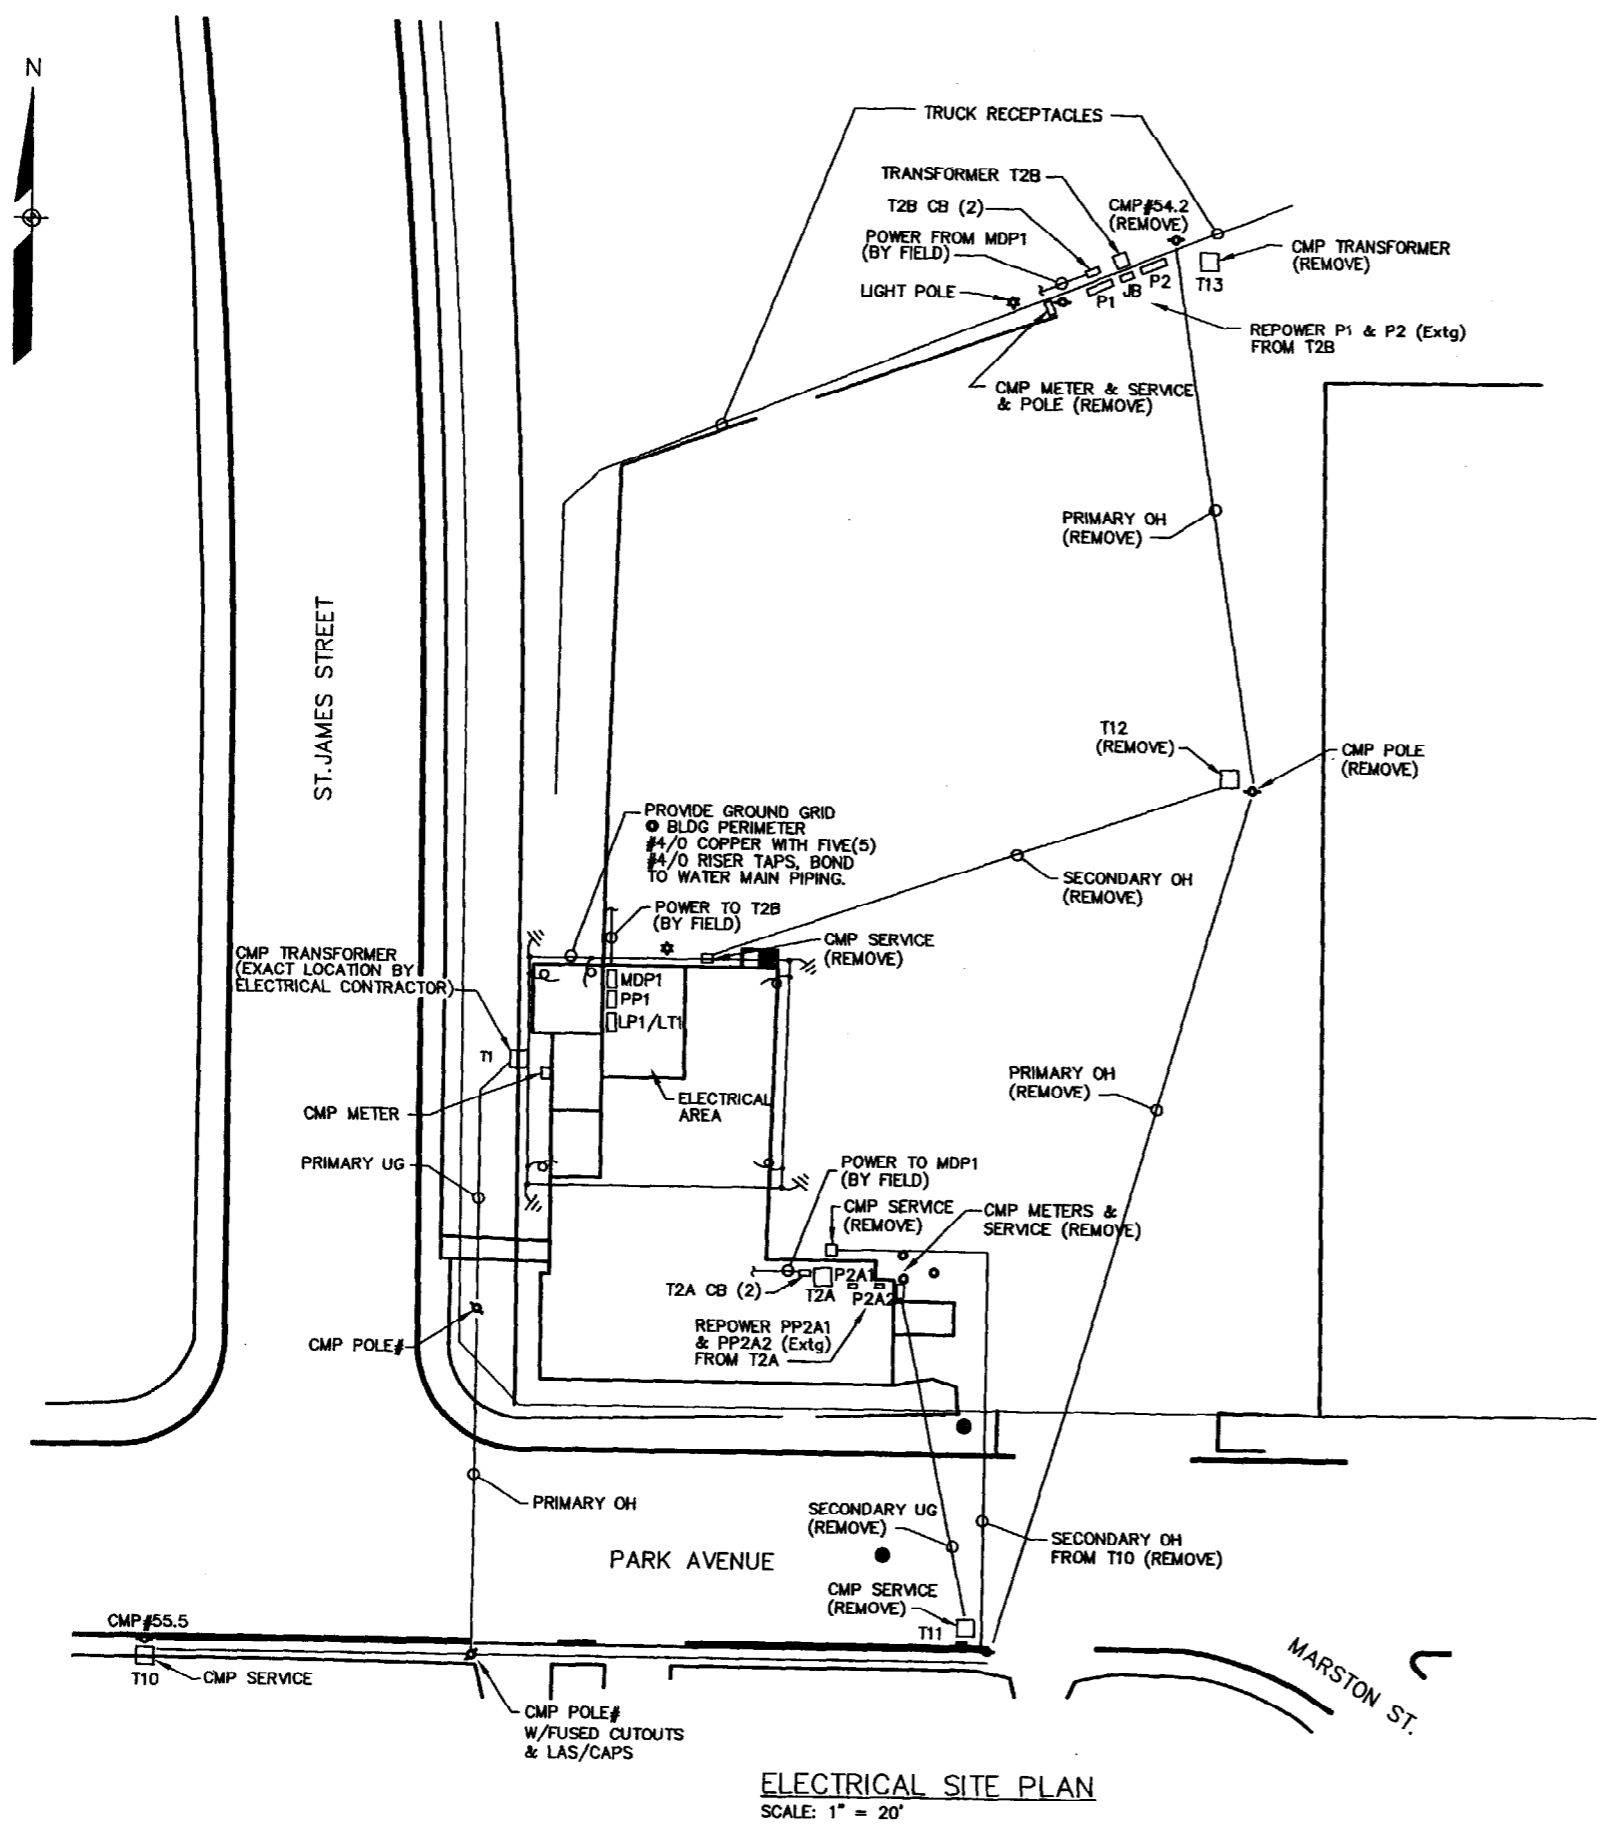 N
TRUCK RECEPTACLES
TRANSFORMER T2B
T2B CB (2)
CMP#54.2
(REMOVE)
POWER FROM MDP1
(BY FIELD)
CMP TRANSFORMER
(REMOVE)
LIGHT POLE
P1
JB
P2
T13
REPOWER P1 & P2 (Extg)
FROM T2B
CMP METER & SERVICE
& POLE (REMOVE)
PRIMARY OH
(REMOVE)
ST.JAMES STREET
T12
(REMOVE)
CMP POLE
(REMOVE)
PROVIDE GROUND GRID
@ BLDG PERIMETER
#4/0 COPPER WITH FIVE(5)
#4/0 RISER TAPS, BOND
TO WATER MAIN PIPING.
SECONDARY OH
(REMOVE)
POWER TO T2B
(BY FIELD)
CMP SERVICE
(REMOVE)
CMP TRANSFORMER
(EXACT LOCATION BY
ELECTRICAL CONTRACTOR)
MDP1
PP1
LP1/LT1
T1
PRIMARY OH
(REMOVE)
CMP METER
ELECTRICAL
AREA
PRIMARY UG
POWER TO MDP1
(BY FIELD)
CMP SERVICE
(REMOVE)
CMP METERS &
SERVICE (REMOVE)
T2A CB (2)
T2A
P2A1
P2A2
REPOWER PP2A1
& PP2A2 (Extg)
FROM T2A
CMP POLE#
PRIMARY OH
SECONDARY UG
(REMOVE)
SECONDARY OH
FROM T10 (REMOVE)
PARK AVENUE
CMP SERVICE
(REMOVE)
T11
CMP#55.5
T10
CMP SERVICE
MARSTON ST.
CMP POLE#
W/FUSED CUTOUTS
& LAS/CAPS
ELECTRICAL SITE PLAN
SCALE: 1" = 20'